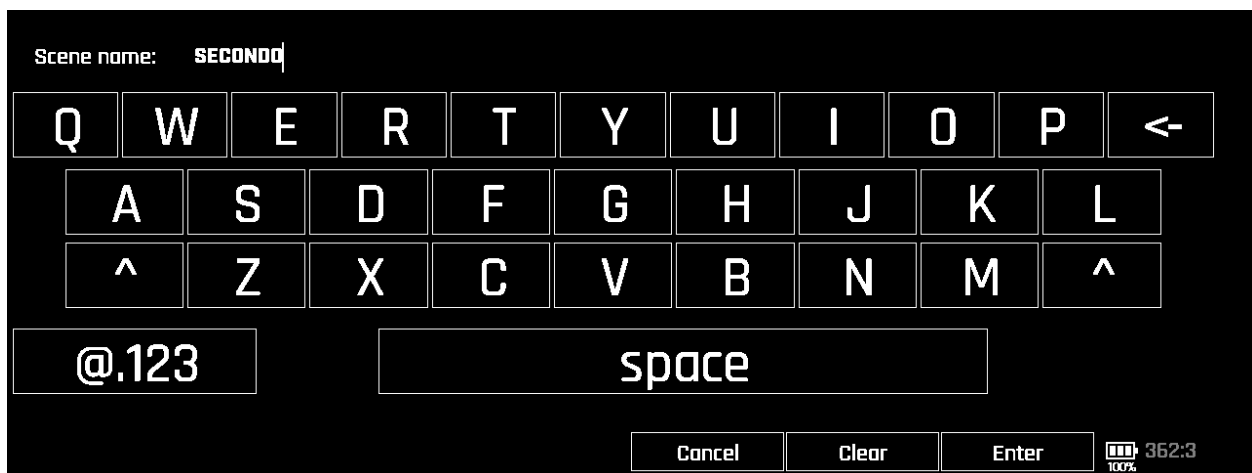 Scene name: SECONDO
Q W E R T Y U I O P <-
A S D F G H J K L
^ Z X C V B N M ^
@.123 space
Cancel Clear Enter 100% 362:3